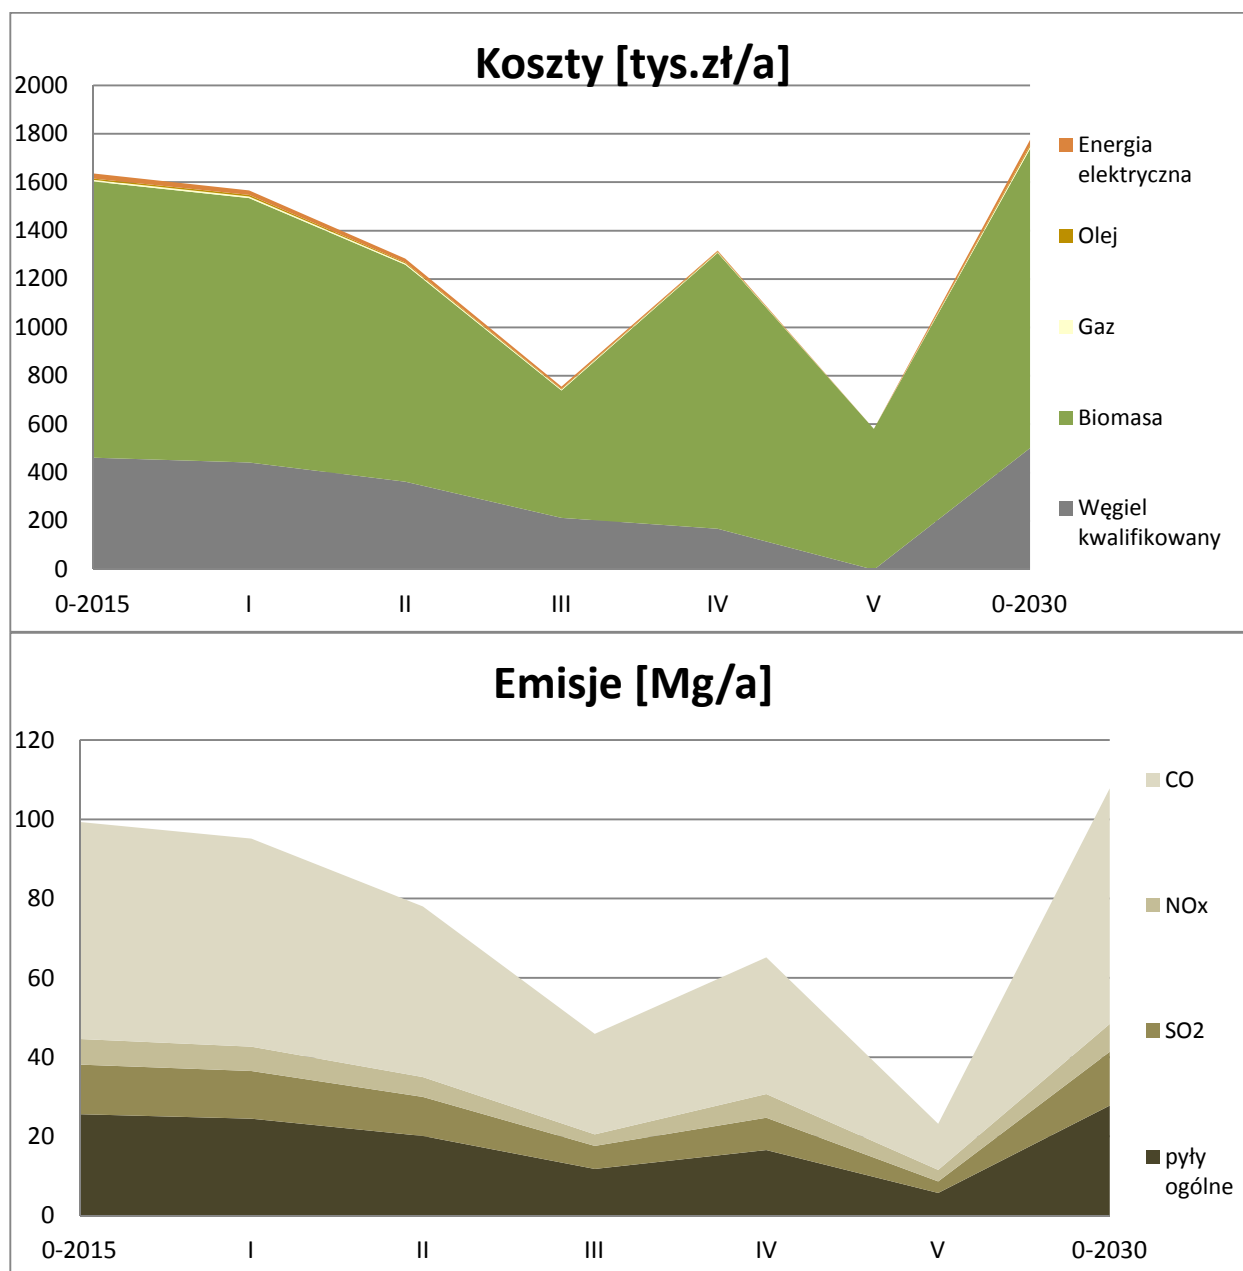 Koszty [tys.zł/a]
2000
1800
1600
1400
1200
1000
800
600
400
200
0
0-2015 I II III IV V 0-2030
Energia
elektryczna
Olej
Gaz
Biomasa
Węgiel
kwalifikowany
Emisje [Mg/a]
120
100
80
60
40
20
0
0-2015 I II III IV V 0-2030
CO
NOx
SO2
pyły
ogólne